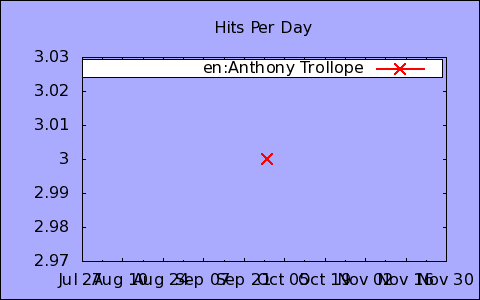 Hits Per Day
3.03
en:Anthony Trollope
3.02
3.01
3
2.99
2.98
2.97
Jul 27 Aug 10 Aug 24 Sep 07 Sep 21 Oct 05 Oct 19 Nov 02 Nov 16 Nov 30